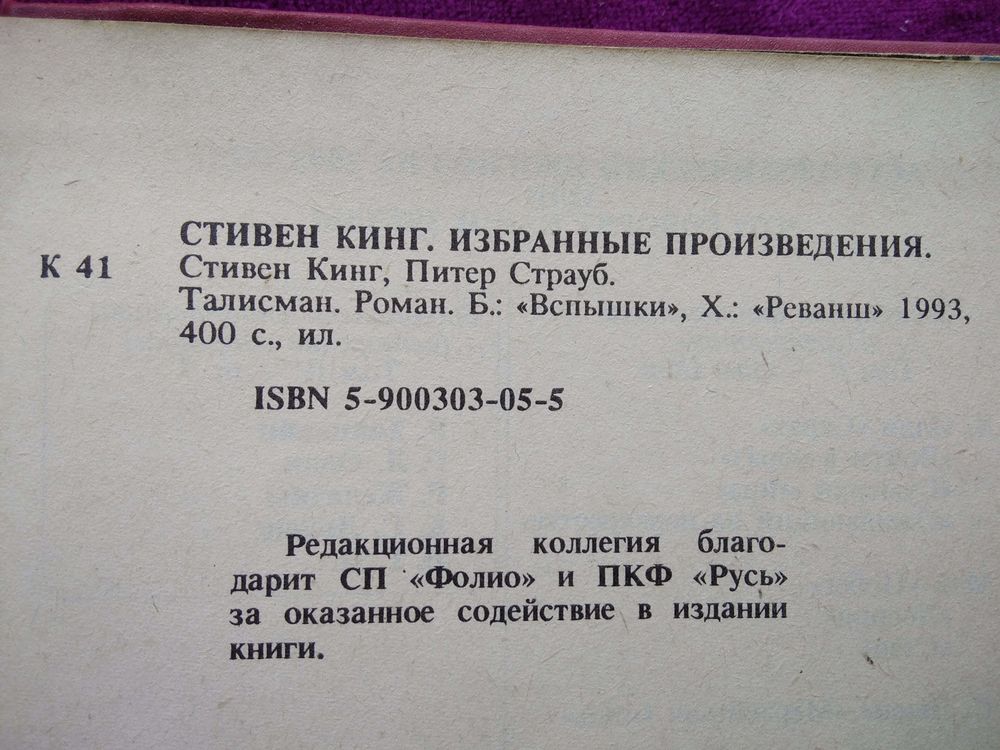 СТИВЕН КИНГ. ИЗБРАННЫЕ ПРОИЗВЕДЕНИЯ.
К 41 Стивен Кинг, Питер Страуб.
Талисман. Роман. Б.: «Вспышки», Х.: «Реванш» 1993,
400 с., ил.
ISBN 5-900303-05-5
Редакционная коллегия благо-
дарит СП «Фолио» и ПКФ «Русь»
за оказанное содействие в издании
книги.